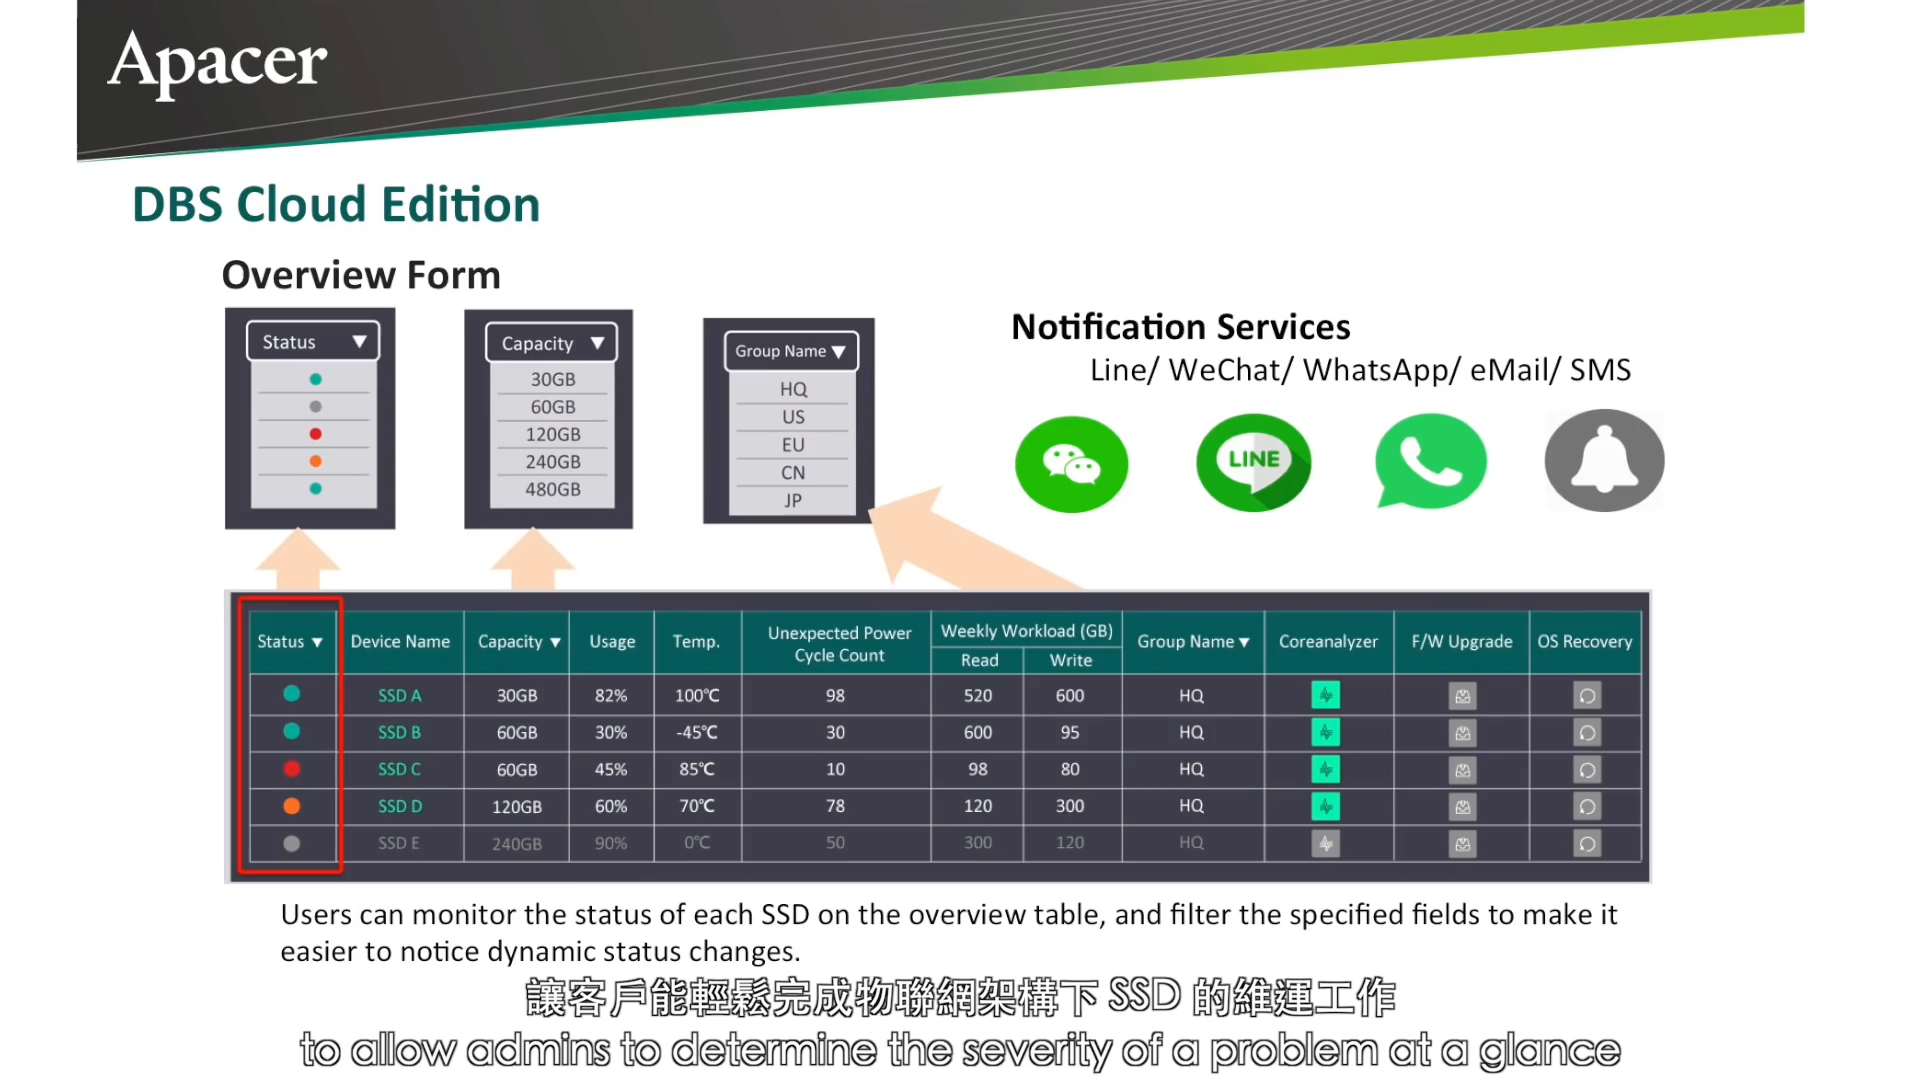 Apacer
DBS Cloud Edition
Overview Form
Status ▼
Capacity ▼
30GB
60GB
120GB
240GB
480GB
Group Name ▼
HQ
US
EU
CN
JP
Notification Services
Line/ WeChat/ WhatsApp/ eMail/ SMS
LINE
Status ▼ Device Name Capacity ▼ Usage Temp. Unexpected Power Cycle Count Weekly Workload (GB) Read Write Group Name ▼ Coreanalyzer F/W Upgrade OS Recovery
SSD A 30GB 82% 100℃ 98 520 600 HQ
SSD B 60GB 30% -45℃ 30 600 95 HQ
SSD C 60GB 45% 85℃ 10 98 80 HQ
SSD D 120GB 60% 70℃ 78 120 300 HQ
SSD E 240GB 90% 0℃ 50 300 120 HQ
Users can monitor the status of each SSD on the overview table, and filter the specified fields to make it
easier to notice dynamic status changes.
讓客戶能輕鬆完成物聯網架構下 SSD 的維運工作
to allow admins to determine the severity of a problem at a glance